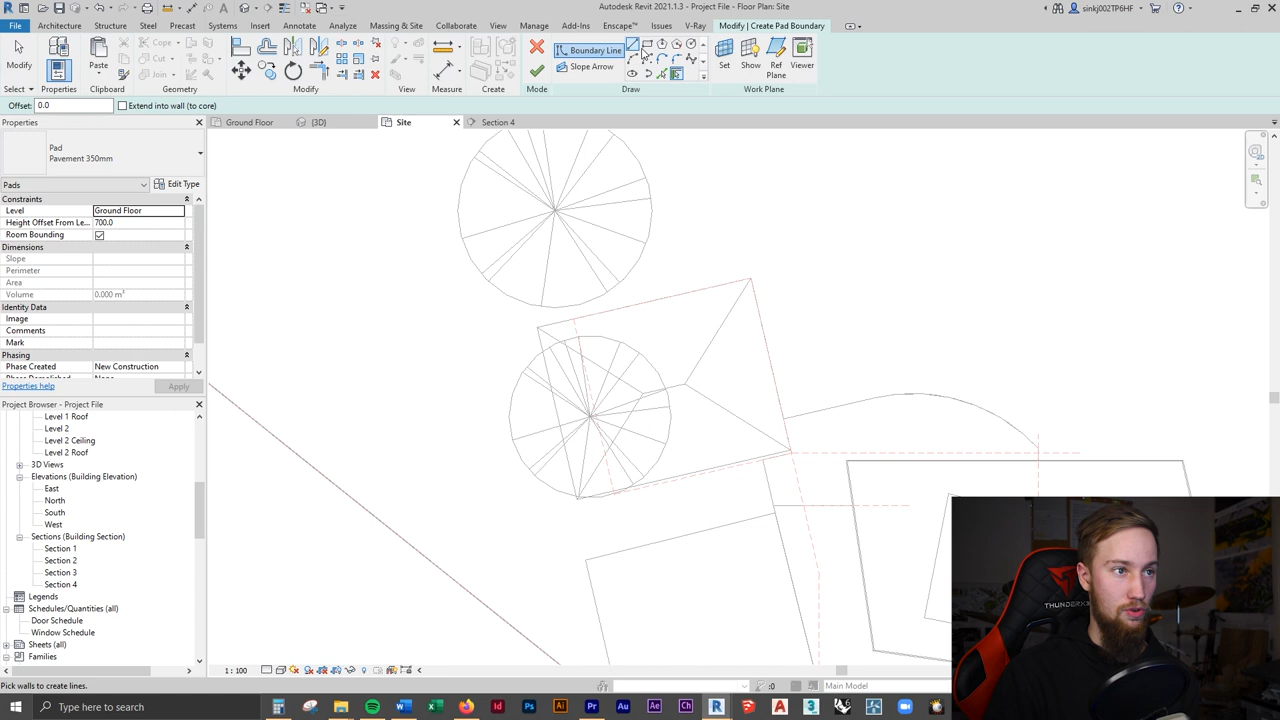 Autodesk Revit 2021.1.3 - Project File - Floor Plan: Site
sinkj002TP6HF
File Architecture Structure Steel Precast Systems Insert Annotate Analyze Massing & Site Collaborate View Manage Add-Ins Enscape™ Issues V-Ray Modify | Create Pad Boundary
Modify Paste Cope Cut Join Boundary Line Slope Arrow Set Show Ref Plane Viewer
Select Properties Clipboard Geometry Modify View Measure Create Mode Draw Work Plane
Offset: 0.0 Extend into wall (to core)
Properties
Ground Floor {3D} Site Section 4
Pad
Pavement 350mm
Pads Edit Type
Constraints
Level Ground Floor
Height Offset From Le... 700.0
Room Bounding
Dimensions
Slope
Perimeter
Area
Volume 0.000 m³
Identity Data
Image
Comments
Mark
Phasing
Phase Created New Construction
Properties help Apply
Project Browser - Project File
Level 1 Roof
Level 2
Level 2 Ceiling
Level 2 Roof
3D Views
Elevations (Building Elevation)
East
North
South
West
Sections (Building Section)
Section 1
Section 2
Section 3
Section 4
Legends
Schedules/Quantities (all)
Door Schedule
Window Schedule
Sheets (all)
Families
1 : 100
Pick walls to create lines.
:0 Main Model
THUNDERX3
Type here to search